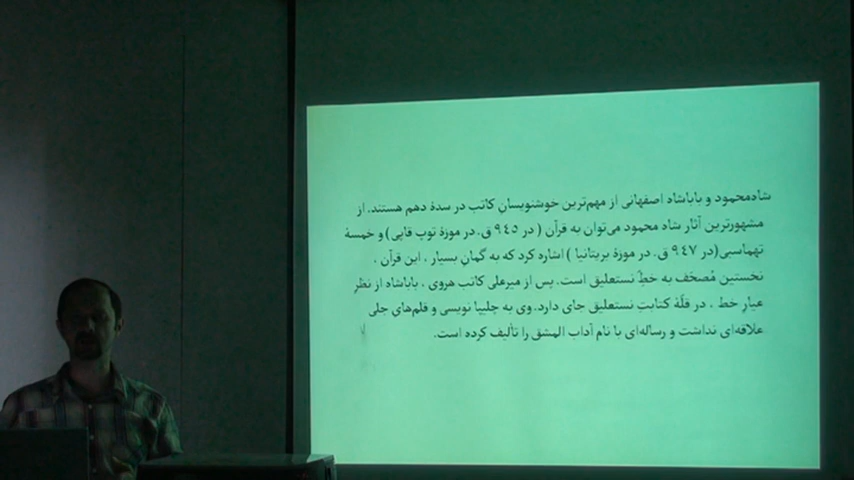 شاه‌محمود و باباشاه اصفهانی از مهم‌ترین خوشنویسانِ کاتب در سدهٔ دهم هستند. از
مشهورترین آثار شاه محمود می‌توان به قرآن ( در ۹٤۵ ق. در موزهٔ توپ قاپی ) و خمسهٔ
تهماسبی(در ۹٤۷ ق. در موزهٔ بریتانیا ) اشاره کرد که به گمانِ بسیار ، این قرآن ،
نخستین مُصحَف به خطِ نستعلیق است. پس از میرعلی کاتب هروی ، باباشاه از نظرِ
عیارِ خط ، در قلّهٔ کتابتِ نستعلیق جای دارد. وی به چلیپا نویسی و قلم‌هایِ جلی
علاقه‌ای نداشت و رساله‌ای با نام آداب المشق را تألیف کرده است.